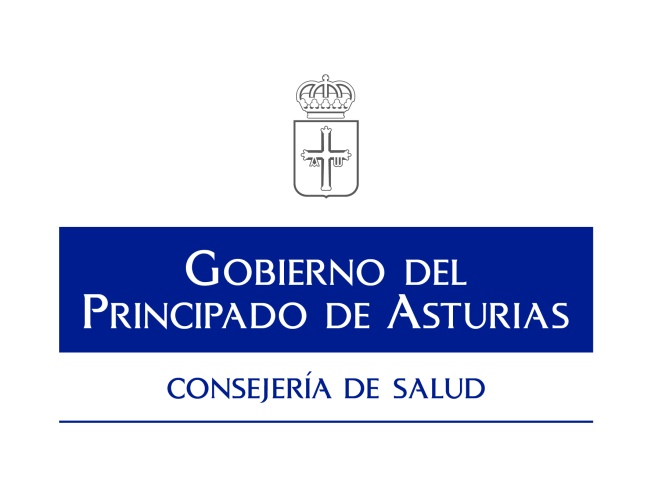 Gobierno del
Principado de Asturias
Consejería de Salud